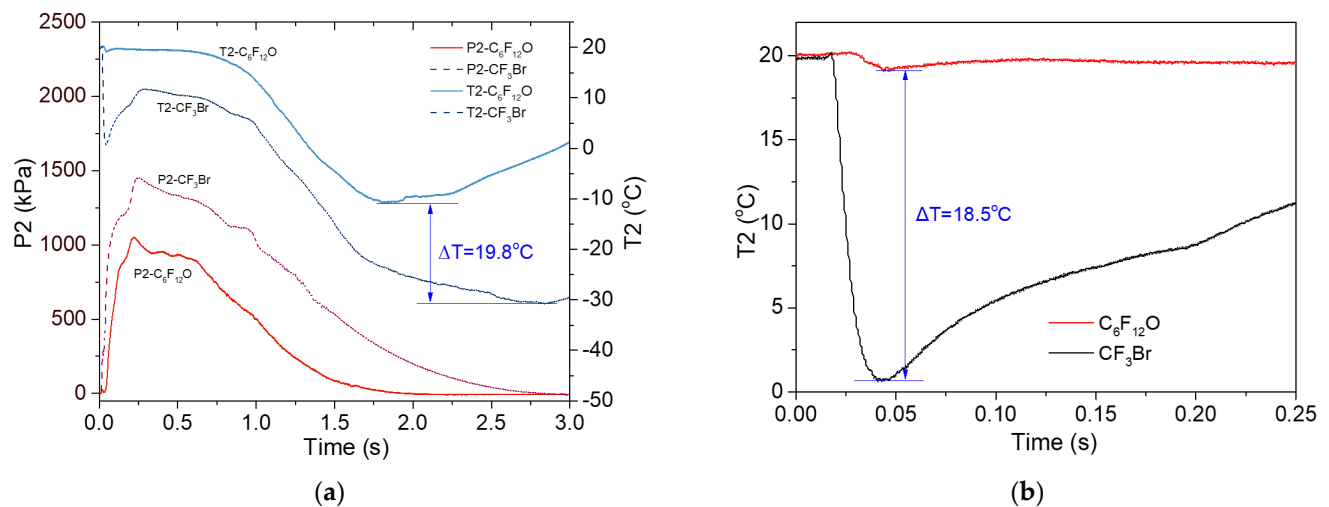 2500
2000
1500
1000
500
0
P2 (kPa)
0.0 0.5 1.0 1.5 2.0 2.5 3.0
Time (s)
20
10
0
-10
-20
-30
-40
-50
T2 (°C)
T2-C₆F₁₂O
T2-CF₃Br
P2-CF₃Br
P2-C₆F₁₂O
P2-C₆F₁₂O
P2-CF₃Br
T2-C₆F₁₂O
T2-CF₃Br
ΔT=19.8°C
(a)
20
15
10
5
0
T2 (°C)
0.00 0.05 0.10 0.15 0.20 0.25
Time (s)
ΔT=18.5°C
C₆F₁₂O
CF₃Br
(b)